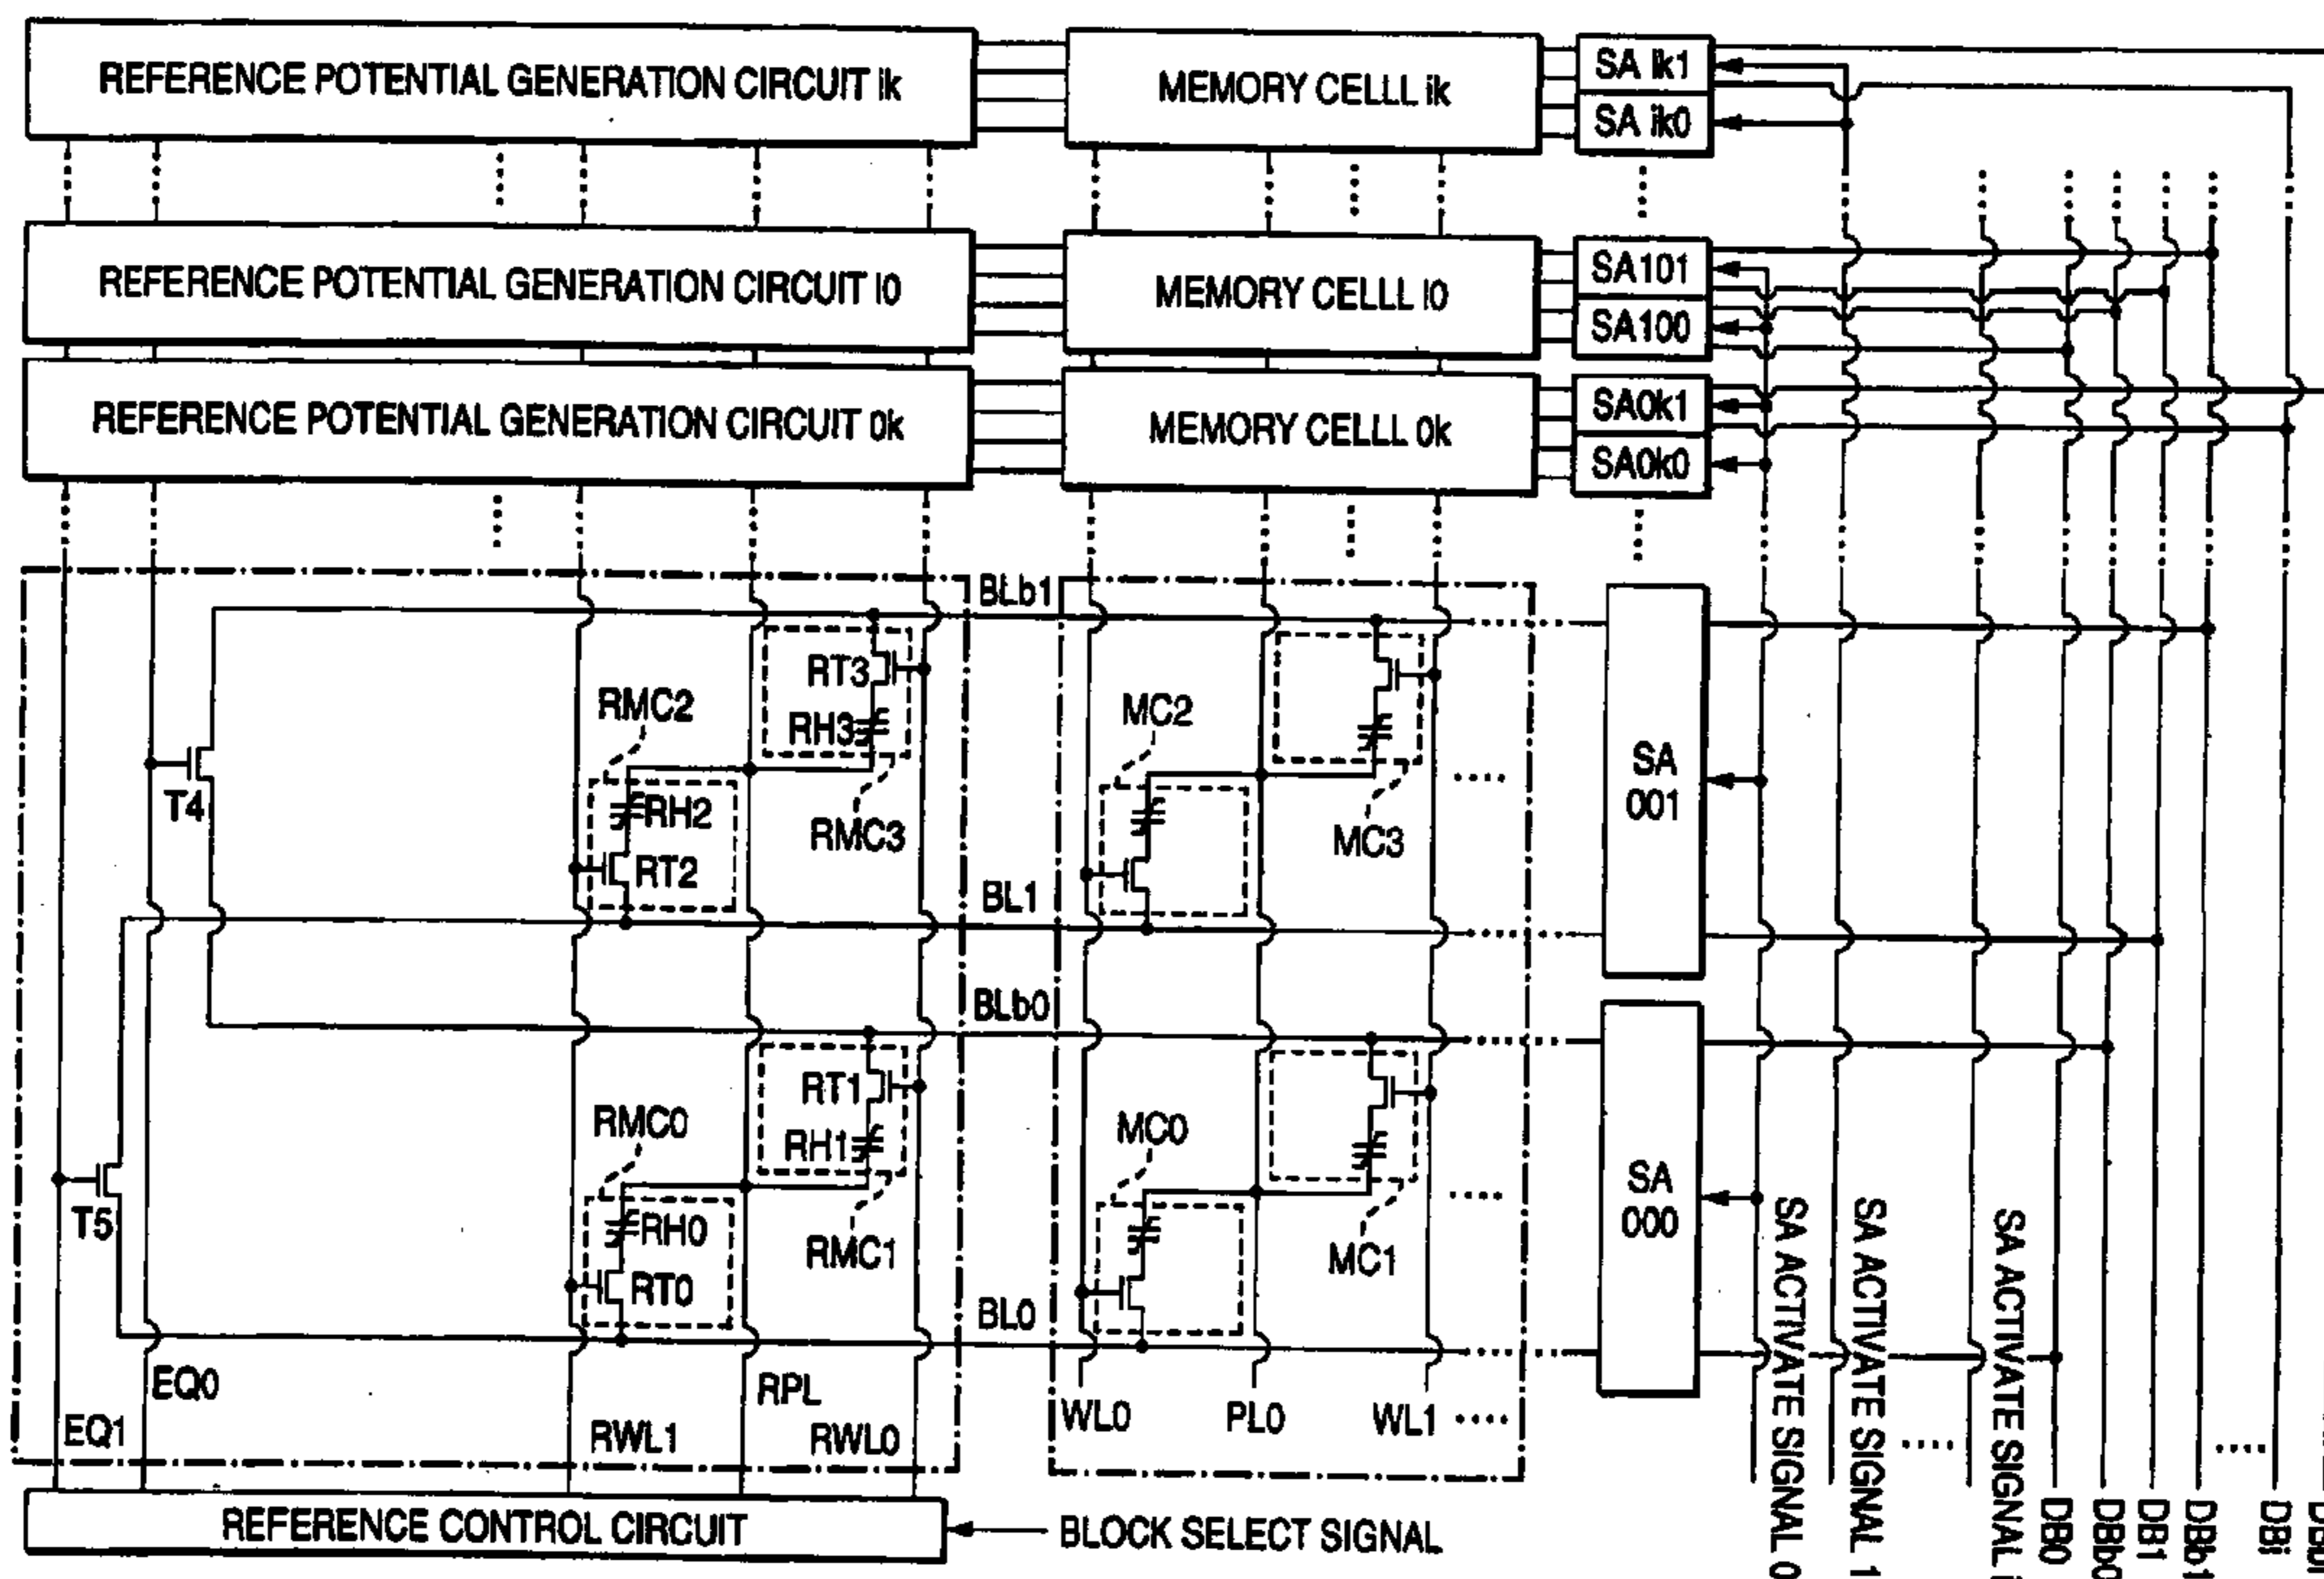 REFERENCE POTENTIAL GENERATION CIRCUIT ik
MEMORY CELLL ik
SA ik1
SA ik0
REFERENCE POTENTIAL GENERATION CIRCUIT I0
MEMORY CELLL I0
SA101
SA100
REFERENCE POTENTIAL GENERATION CIRCUIT 0k
MEMORY CELLL 0k
SA0k1
SA0k0
BLb1
RT3
RH3
RMC2
MC2
RH2
RT2
RMC3
MC3
T4
SA
001
BL1
BLb0
RT1
RH1
RMC0
MC0
RH0
RT0
RMC1
MC1
T5
SA
000
BL0
EQ0
EQ1
RPL
RWL1
RWL0
WL0
PL0
WL1
REFERENCE CONTROL CIRCUIT
BLOCK SELECT SIGNAL
SA ACTIVATE SIGNAL 0
SA ACTIVATE SIGNAL 1
SA ACTIVATE SIGNAL i
DB0
DBb0
DB1
DBb1
DBi